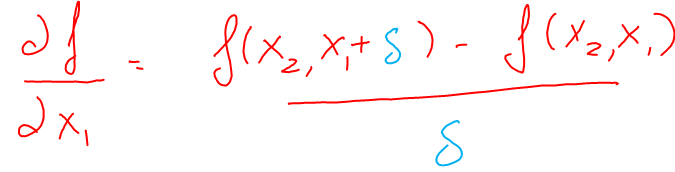 ∂f/∂x₁ = (f(x₂, x₁ + δ) - f(x₂, x₁))/δ